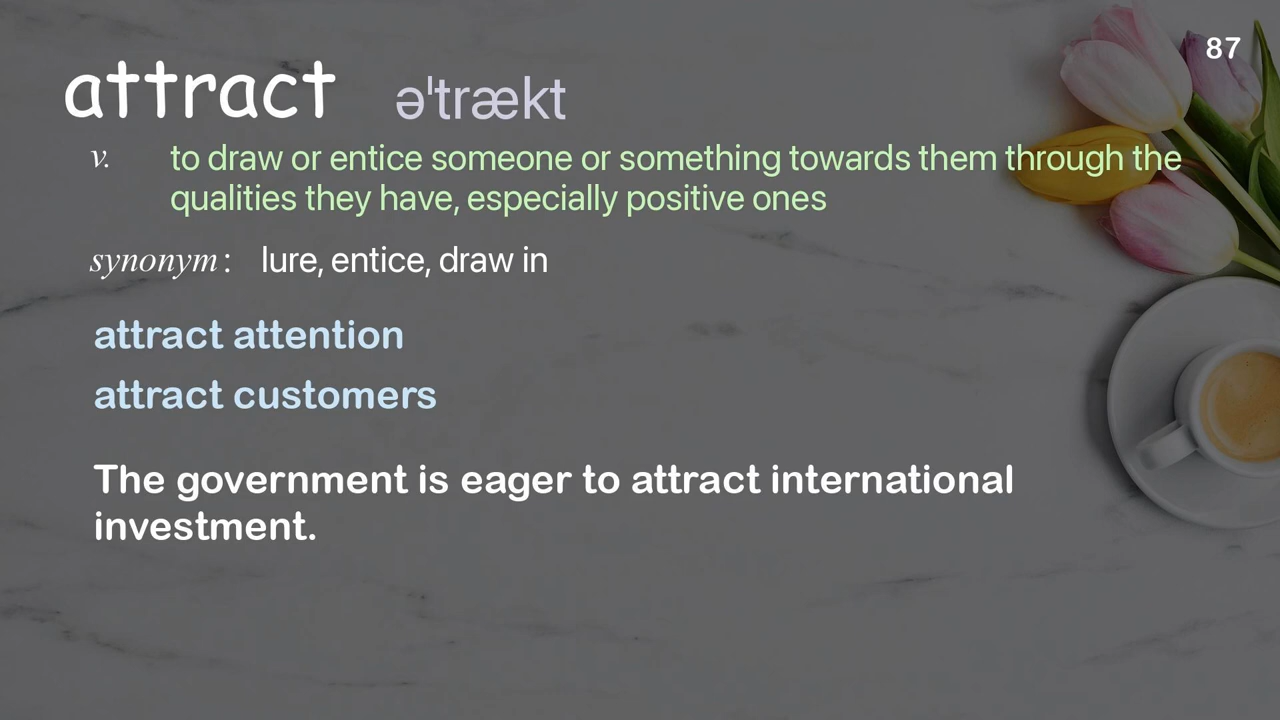 87
attract əˈtrækt
v. to draw or entice someone or something towards them through the
qualities they have, especially positive ones
synonym: lure, entice, draw in
attract attention
attract customers
The government is eager to attract international
investment.